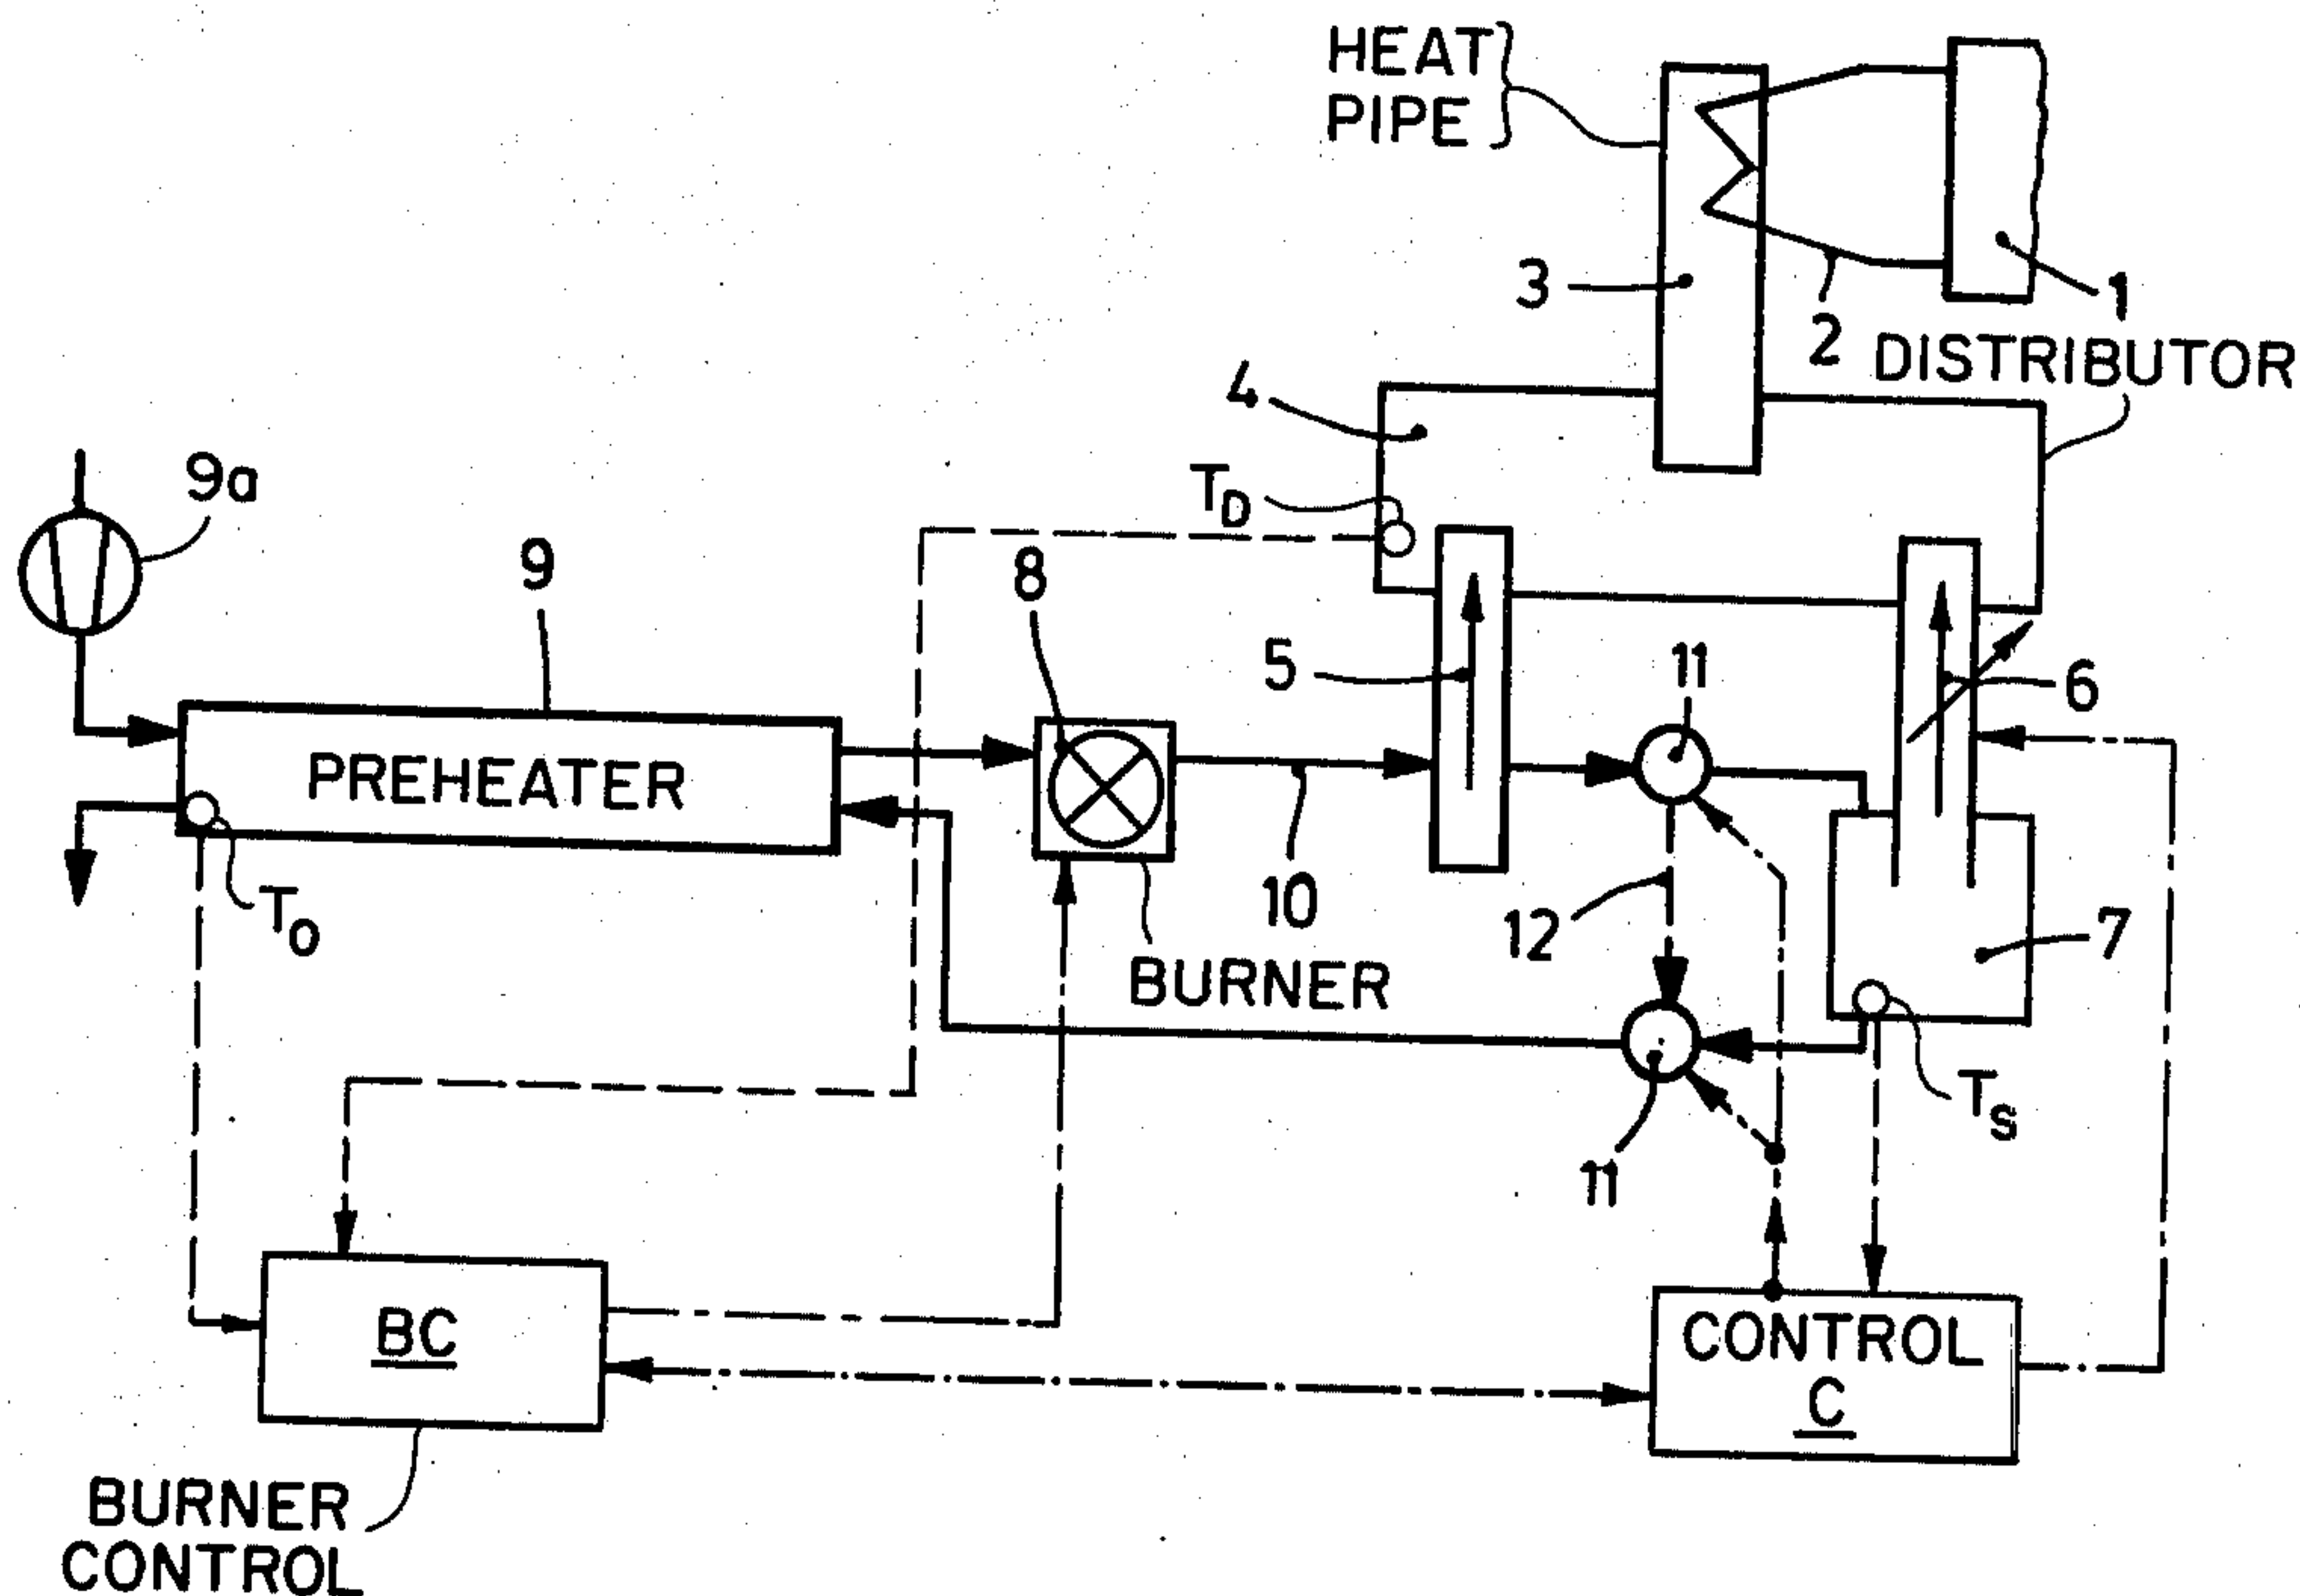 HEAT
PIPE
3
2
1
DISTRIBUTOR
4
9a
TD
9
8
5
11
6
PREHEATER
10
12
7
To
BURNER
Ts
11
BC
CONTROL
C
BURNER
CONTROL